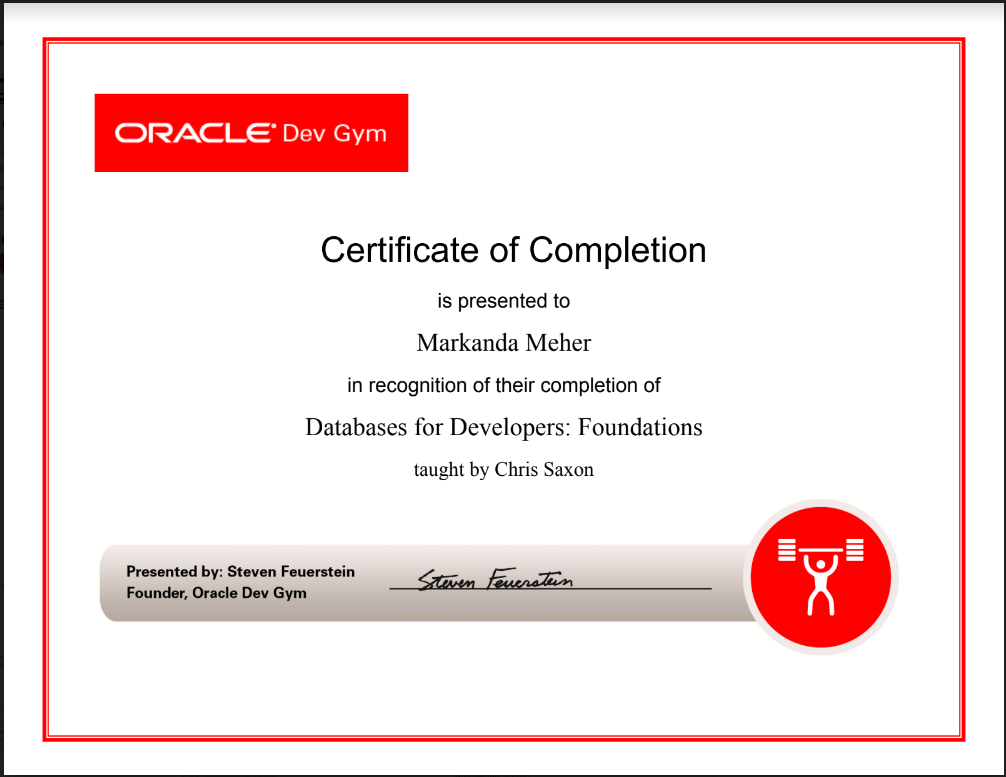 ORACLE Dev Gym
Certificate of Completion
is presented to
Markanda Meher
in recognition of their completion of
Databases for Developers: Foundations
taught by Chris Saxon
Presented by: Steven Feuerstein
Founder, Oracle Dev Gym
Steven Feuerstein